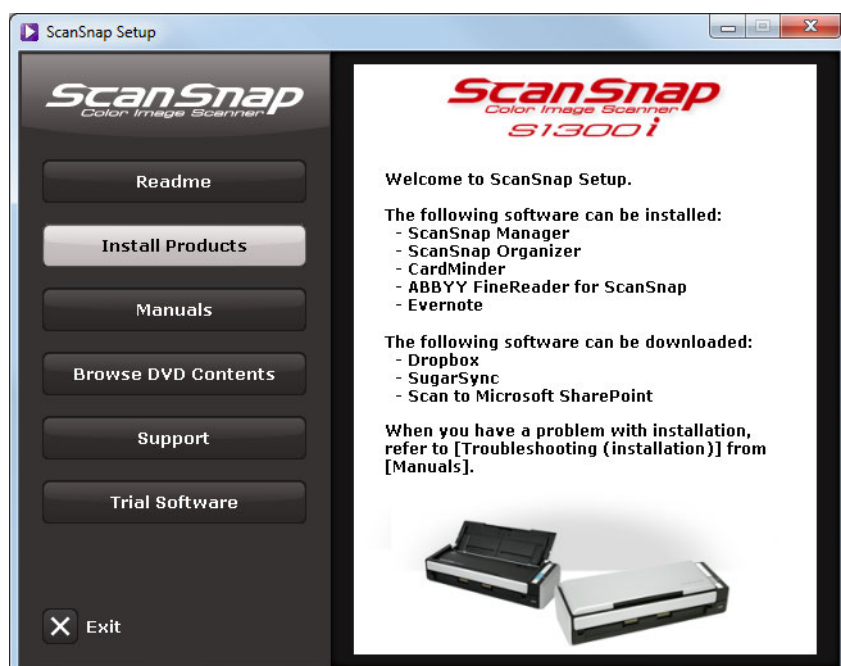 ScanSnap Setup
ScanSnap
Color Image Scanner
Readme
Install Products
Manuals
Browse DVD Contents
Support
Trial Software
Exit
ScanSnap
Color Image Scanner
S1300i
Welcome to ScanSnap Setup.
The following software can be installed:
- ScanSnap Manager
- ScanSnap Organizer
- CardMinder
- ABBYY FineReader for ScanSnap
- Evernote
The following software can be downloaded:
- Dropbox
- SugarSync
- Scan to Microsoft SharePoint
When you have a problem with installation,
refer to [Troubleshooting (installation)] from
[Manuals].